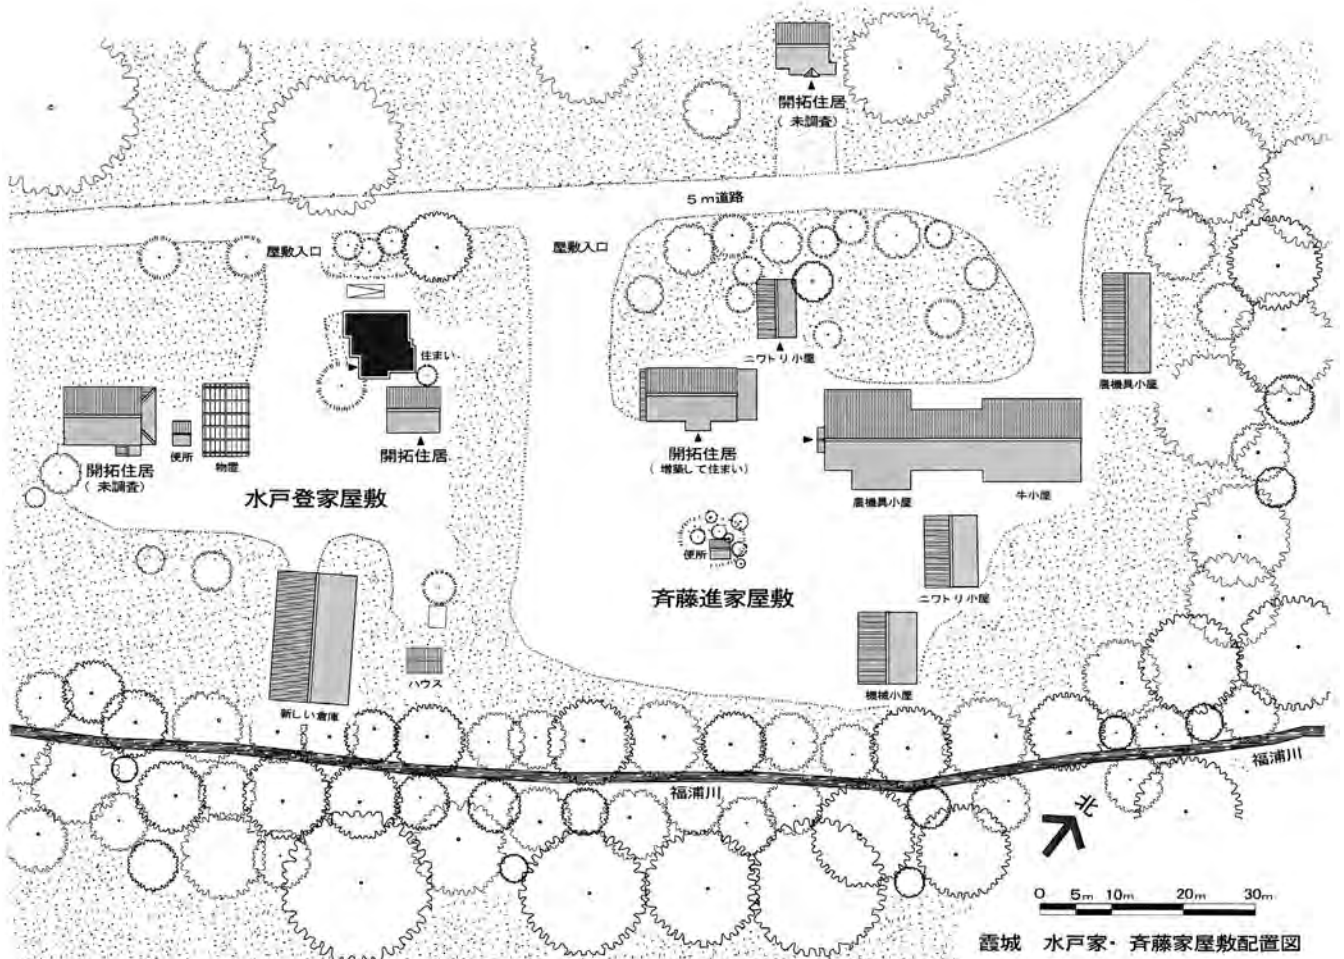 開拓住居
( 未調査)
5m道路
屋敷入口
屋敷入口
ニワトリ小屋
住まい
農機具小屋
便所
物置
開拓住居
( 未調査)
開拓住居
開拓住居
( 増築して住まい)
水戸登家屋敷
農機具小屋
牛小屋
便所
斉藤進家屋敷
ニワトリ小屋
ハウス
機械小屋
新しい倉庫
福浦川
福浦川
北
0 5m 10m 20m 30m
霞城 水戸家・斉藤家屋敷配置図